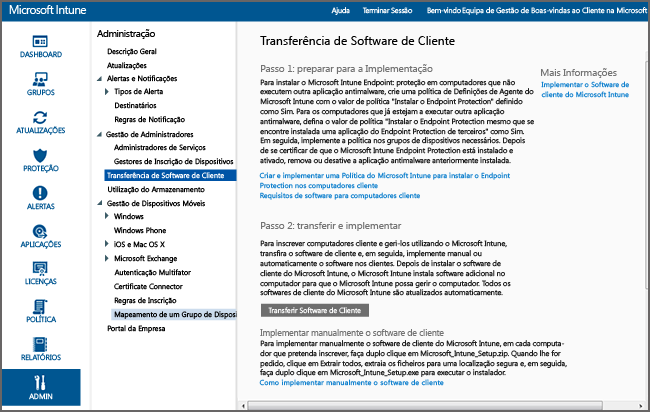 Microsoft Intune
Ajuda
Terminar Sessão
Bem-vindo Equipa de Gestão de Boas-vindas ao Cliente na Microsoft
DASHBOARD
GRUPOS
ATUALIZAÇÕES
PROTEÇÃO
ALERTAS
APLICAÇÕES
LICENÇAS
POLÍTICA
RELATÓRIOS
ADMIN
Administração
Descrição Geral
Atualizações
Alertas e Notificações
Tipos de Alerta
Destinatários
Regras de Notificação
Gestão de Administradores
Administradores de Serviços
Gestores de Inscrição de Dispositivos
Transferência de Software de Cliente
Utilização do Armazenamento
Gestão de Dispositivos Móveis
Windows
Windows Phone
iOS e Mac OS X
Microsoft Exchange
Autenticação Multifator
Certificate Connector
Regras de Inscrição
Mapeamento de um Grupo de Dispos
Portal da Empresa
Transferência de Software de Cliente
Passo 1: preparar para a Implementação
Para instalar o Microsoft Intune Endpoint: proteção em computadores que não
executem outra aplicação antimalware, crie uma política de Definições de Agente do
Microsoft Intune com o valor de política "Instalar o Endpoint Protection" definido
como Sim. Para os computadores que já estejam a executar outra aplicação
antimalware, defina o valor de política "Instalar o Endpoint Protection mesmo que se
encontre instalada uma aplicação do Endpoint Protection de terceiros" como Sim.
Em seguida, implemente a política nos grupos de dispositivos necessários. Depois
de se certificar de que o Microsoft Intune Endpoint Protection está instalado e
ativado, remova ou desative a aplicação antimalware anteriormente instalada.
Criar e implementar uma Política do Microsoft Intune para instalar o Endpoint
Protection nos computadores cliente
Requisitos de software para computadores cliente
Mais Informações
Implementar o Software de
cliente do Microsoft Intune
Passo 2: transferir e implementar
Para inscrever computadores cliente e geri-los utilizando o Microsoft Intune,
transfira o software de cliente e, em seguida, implemente manual ou
automaticamente o software nos clientes. Depois de instalar o software de
cliente do Microsoft Intune, o Microsoft Intune instala software adicional no
computador para que o Microsoft Intune possa gerir o computador. Todos os
softwares de cliente do Microsoft Intune são atualizados automaticamente.
Transferir Software de Cliente
Implementar manualmente o software de cliente
Para implementar manualmente o software de cliente do Microsoft Intune, em cada computa-
dor que pretenda inscrever, faça duplo clique em Microsoft_Intune_Setup.zip. Quando lhe for
pedido, clique em Extrair todos, extraia os ficheiros para uma localização segura e, em seguida,
faça duplo clique em Microsoft_Intune_Setup.exe para executar o instalador.
Como implementar manualmente o software de cliente